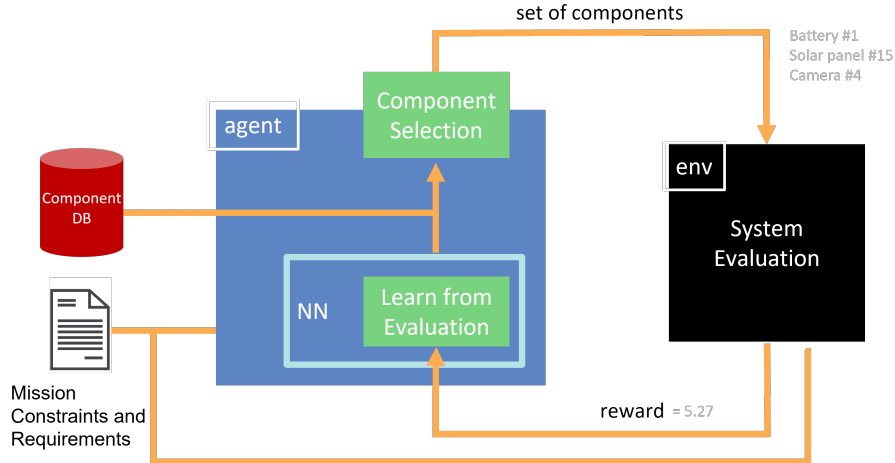 set of components
Battery #1
Solar panel #15
Camera #4
Component
Selection
agent
env
Component
DB
System
Evaluation
NN
Learn from
Evaluation
Mission
Constraints and
Requirements
reward = 5.27